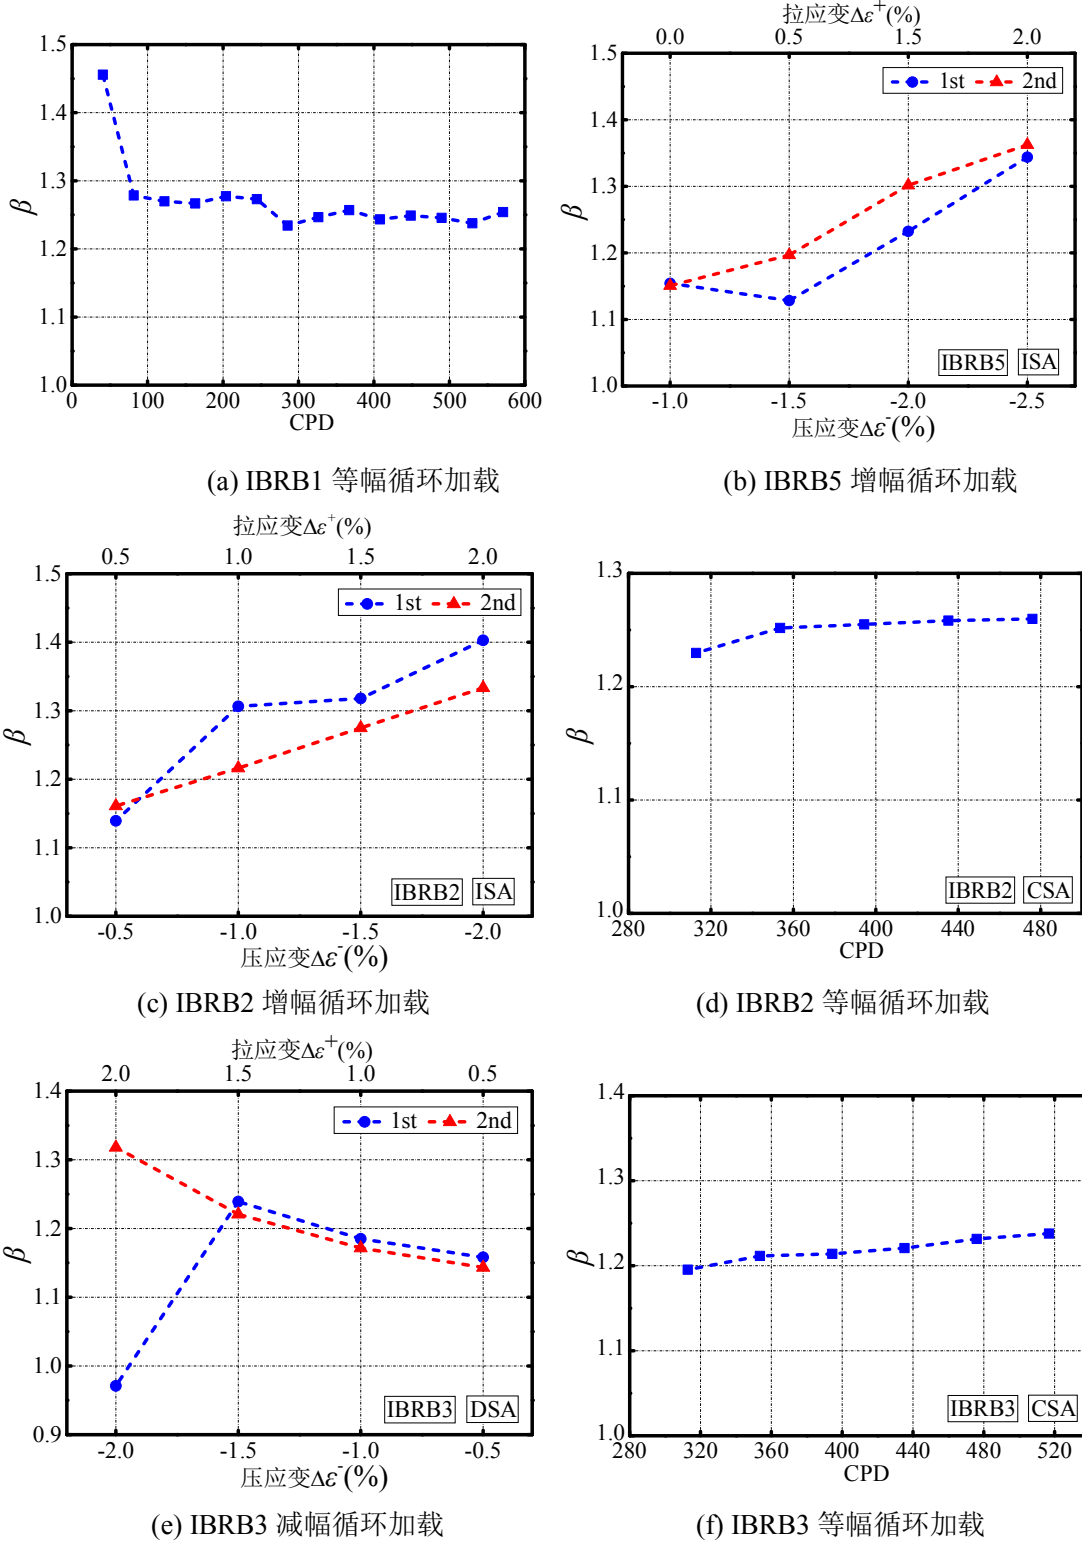 1.5
1.4
1.3
1.2
1.1
1.0
β
0 100 200 300 400 500 600
CPD
(a) IBRB1 等幅循环加载
拉应变Δε⁺(%)
0.0 0.5 1.5 2.0
1.5
1.4
1.3
1.2
1.1
1.0
β
1st 2nd
IBRB5 ISA
-1.0 -1.5 -2.0 -2.5
压应变Δε⁻(%)
(b) IBRB5 增幅循环加载
拉应变Δε⁺(%)
0.5 1.0 1.5 2.0
1.5
1.4
1.3
1.2
1.1
1.0
β
1st 2nd
IBRB2 ISA
-0.5 -1.0 -1.5 -2.0
压应变Δε⁻(%)
(c) IBRB2 增幅循环加载
1.3
1.2
1.1
1.0
β
IBRB2 CSA
280 320 360 400 440 480
CPD
(d) IBRB2 等幅循环加载
拉应变Δε⁺(%)
2.0 1.5 1.0 0.5
1.4
1.3
1.2
1.1
1.0
0.9
β
1st 2nd
IBRB3 DSA
-2.0 -1.5 -1.0 -0.5
压应变Δε⁻(%)
(e) IBRB3 减幅循环加载
1.4
1.3
1.2
1.1
1.0
β
IBRB3 CSA
280 320 360 400 440 480 520
CPD
(f) IBRB3 等幅循环加载